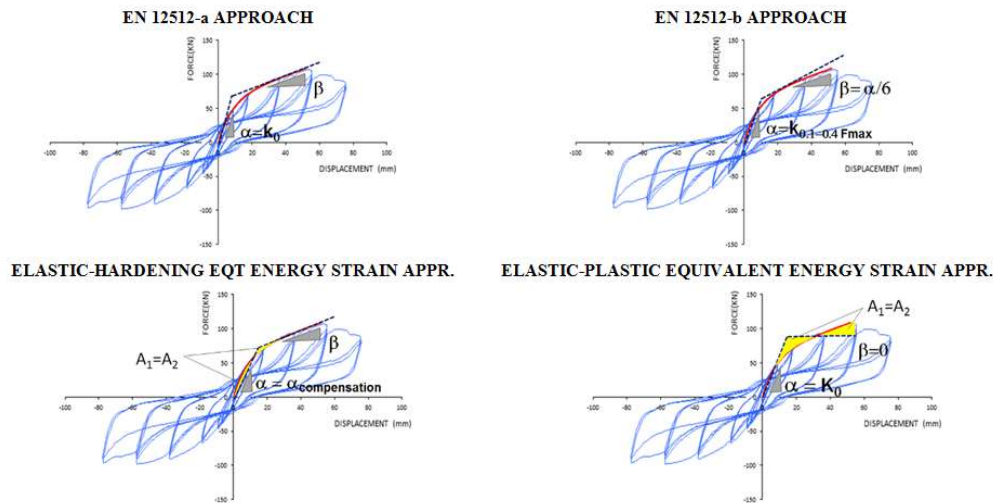 EN 12512-a APPROACH
FORCE(KN)
150
100
50
-100 -80 -60 -40 -20 0 20 40 60 80 100
-50
-100
-150
DISPLACEMENT (mm)
β
α=k0
EN 12512-b APPROACH
FORCE(KN)
150
100
50
-100 -80 -60 -40 -20 0 20 40 60 80 100
-50
-100
-150
DISPLACEMENT (mm)
β= α/6
α=k0.1-0.4 Fmax
ELASTIC-HARDENING EQT ENERGY STRAIN APPR.
FORCE(KN)
150
100
50
-100 -80 -60 -40 -20 0 20 40 60 80 100
-50
-100
-150
DISPLACEMENT (mm)
A1=A2
β
α = αcompensation
ELASTIC-PLASTIC EQUIVALENT ENERGY STRAIN APPR.
FORCE(KN)
150
100
50
-100 -80 -60 -40 -20 0 20 40 60 80 100
-50
-100
-150
DISPLACEMENT (mm)
A1=A2
β=0
α = K0